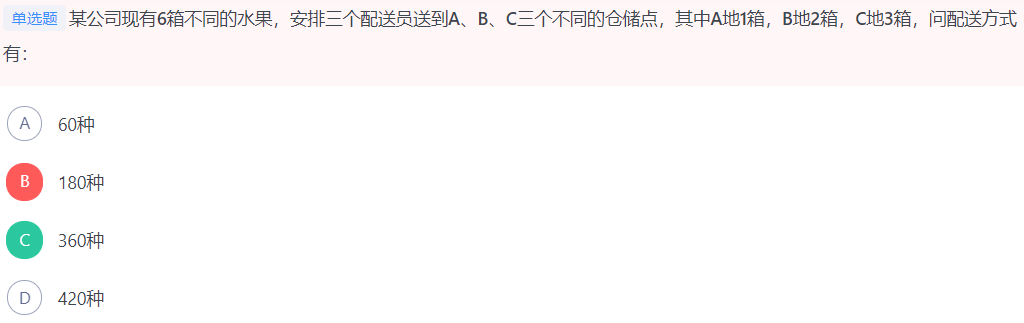 单选题 某公司现有6箱不同的水果，安排三个配送员送到A、B、C三个不同的仓储点，其中A地1箱，B地2箱，C地3箱，问配送方式
有：
A 60种
B 180种
C 360种
D 420种